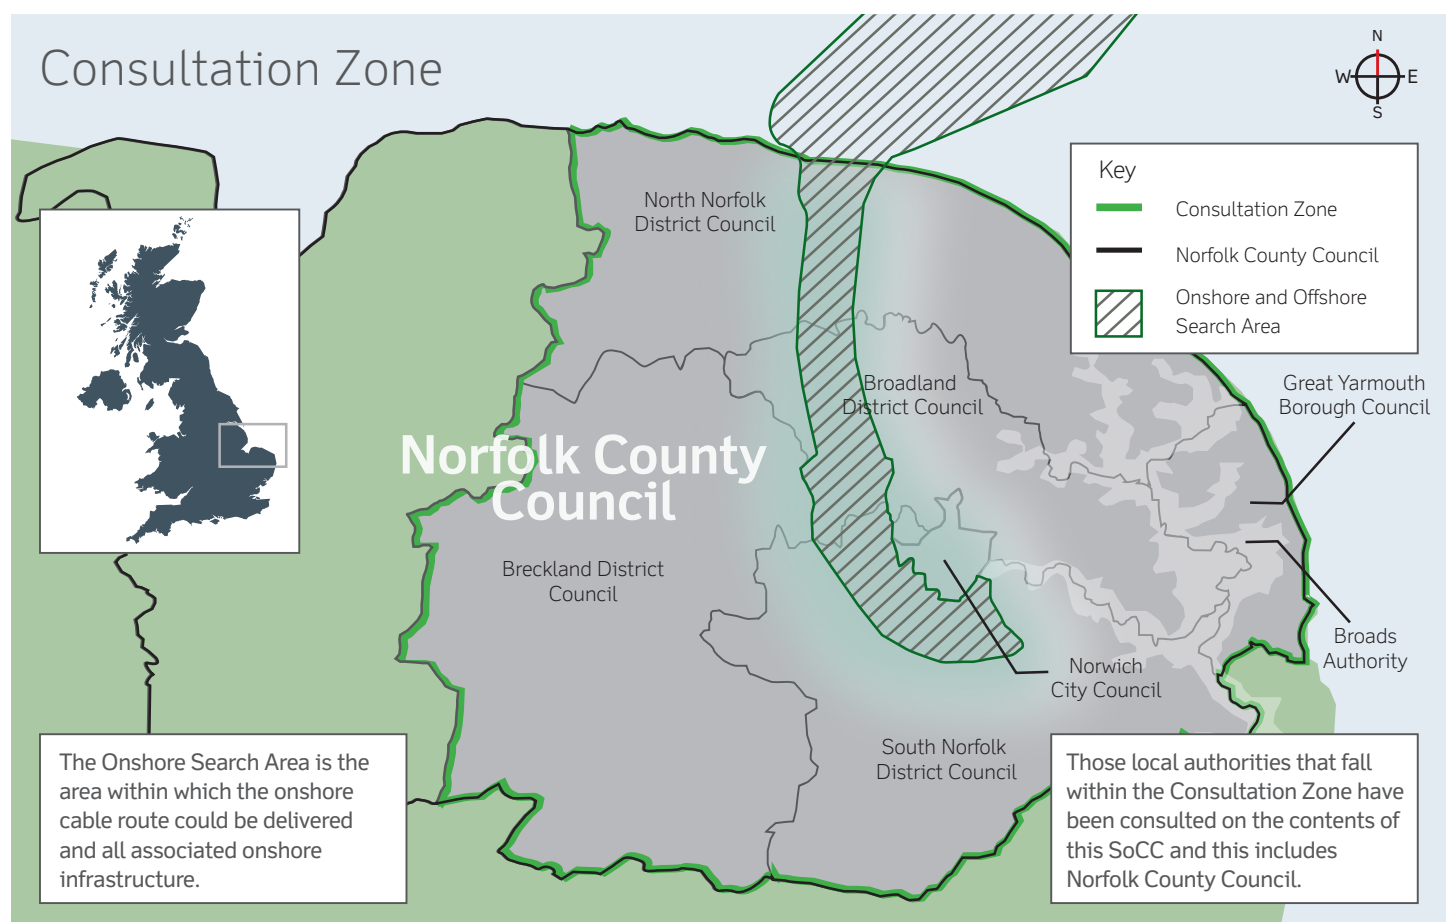 Consultation Zone
N
W
E
S
Key
Consultation Zone
Norfolk County Council
Onshore and Offshore
Search Area
North Norfolk
District Council
Broadland
District Council
Great Yarmouth
Borough Council
Norfolk County
Council
Breckland District
Council
Broads
Authority
Norwich
City Council
South Norfolk
District Council
The Onshore Search Area is the
area within which the onshore
cable route could be delivered
and all associated onshore
infrastructure.
Those local authorities that fall
within the Consultation Zone have
been consulted on the contents of
this SoCC and this includes
Norfolk County Council.